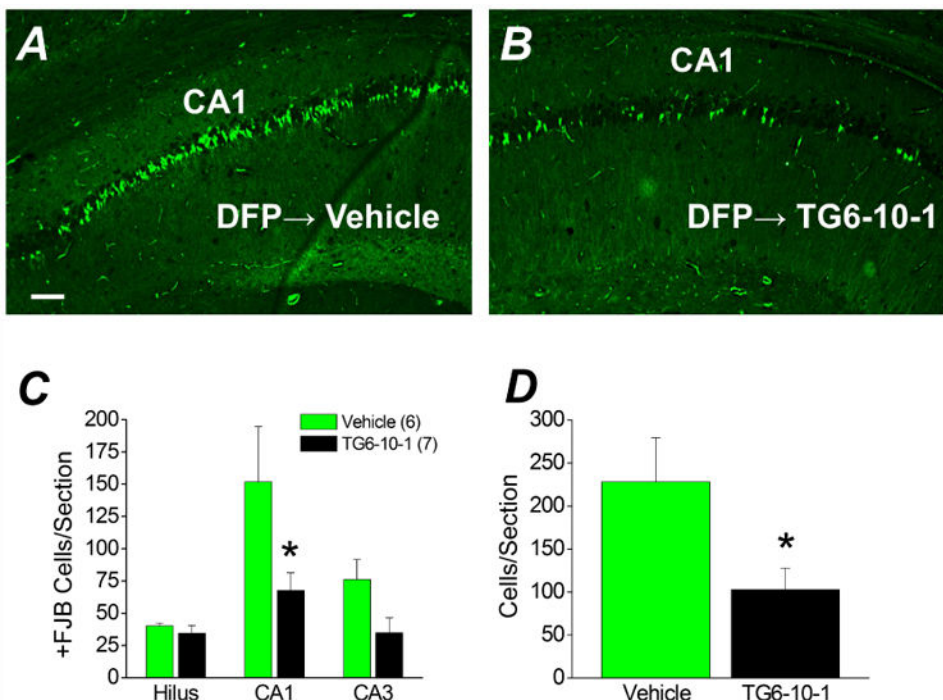 A
CA1
DFP→ Vehicle
B
CA1
DFP→ TG6-10-1
C
+FJB Cells/Section
200
175
150
125
100
75
50
25
0
Vehicle (6)
TG6-10-1 (7)
*
Hilus CA1 CA3
D
Cells/Section
300
250
200
150
100
50
0
*
Vehicle TG6-10-1